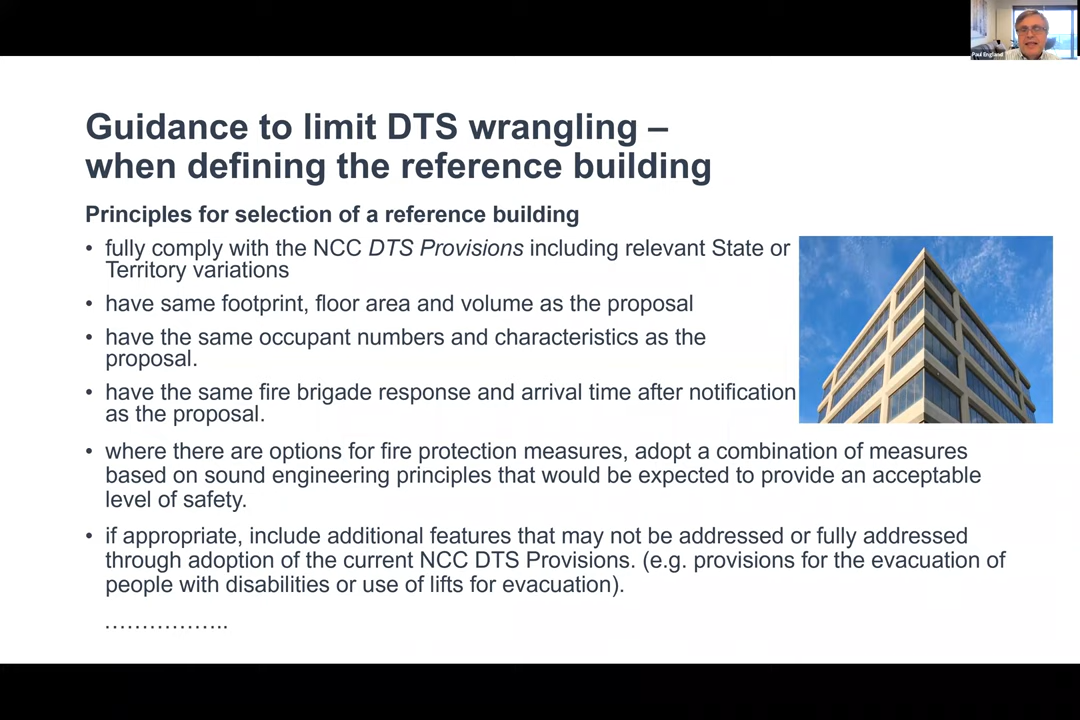 Paul England
Guidance to limit DTS wrangling –
when defining the reference building
Principles for selection of a reference building
• fully comply with the NCC DTS Provisions including relevant State or
Territory variations
• have same footprint, floor area and volume as the proposal
• have the same occupant numbers and characteristics as the
proposal.
• have the same fire brigade response and arrival time after notification
as the proposal.
• where there are options for fire protection measures, adopt a combination of measures
based on sound engineering principles that would be expected to provide an acceptable
level of safety.
• if appropriate, include additional features that may not be addressed or fully addressed
through adoption of the current NCC DTS Provisions. (e.g. provisions for the evacuation of
people with disabilities or use of lifts for evacuation).
……………..